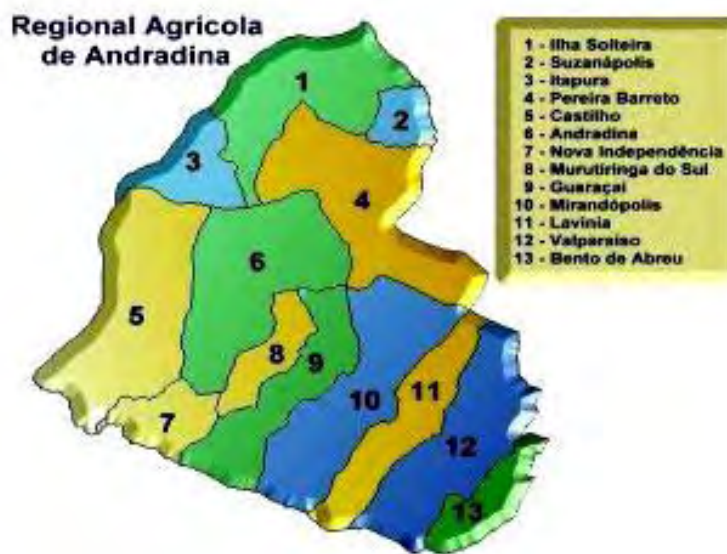 Regional Agrícola
de Andradina
1 - Ilha Solteira
2 - Suzanápolis
3 - Itapura
4 - Pereira Barreto
5 - Castilho
6 - Andradina
7 - Nova Independência
8 - Murutiringa do Sul
9 - Guaraçaí
10 - Mirandópolis
11 - Lavínia
12 - Valparaíso
13 - Bento de Abreu
1
2
3
4
5
6
7
8
9
10
11
12
13